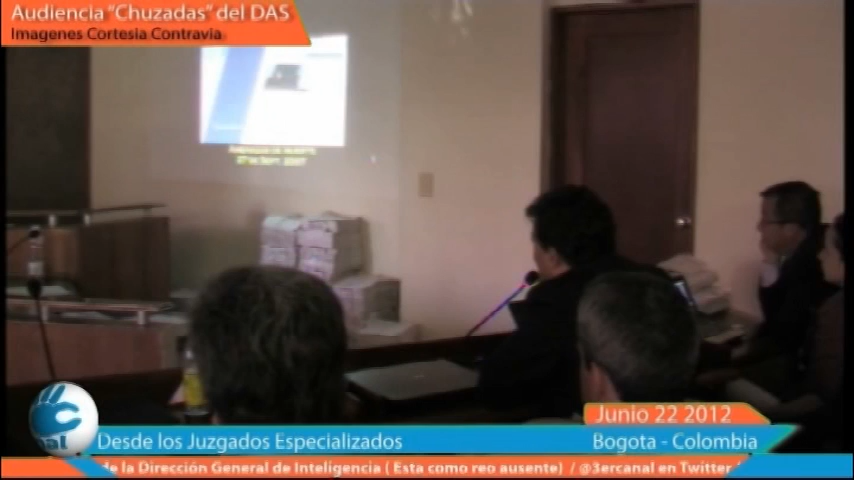 Audiencia "Chuzadas" del DAS
Imagenes Cortesia Contravia
Junio 22 2012
Desde los Juzgados Especializados
Bogota - Colombia
de la Dirección General de Inteligencia ( Esta como reo ausente) / @3ercanal en Twitter